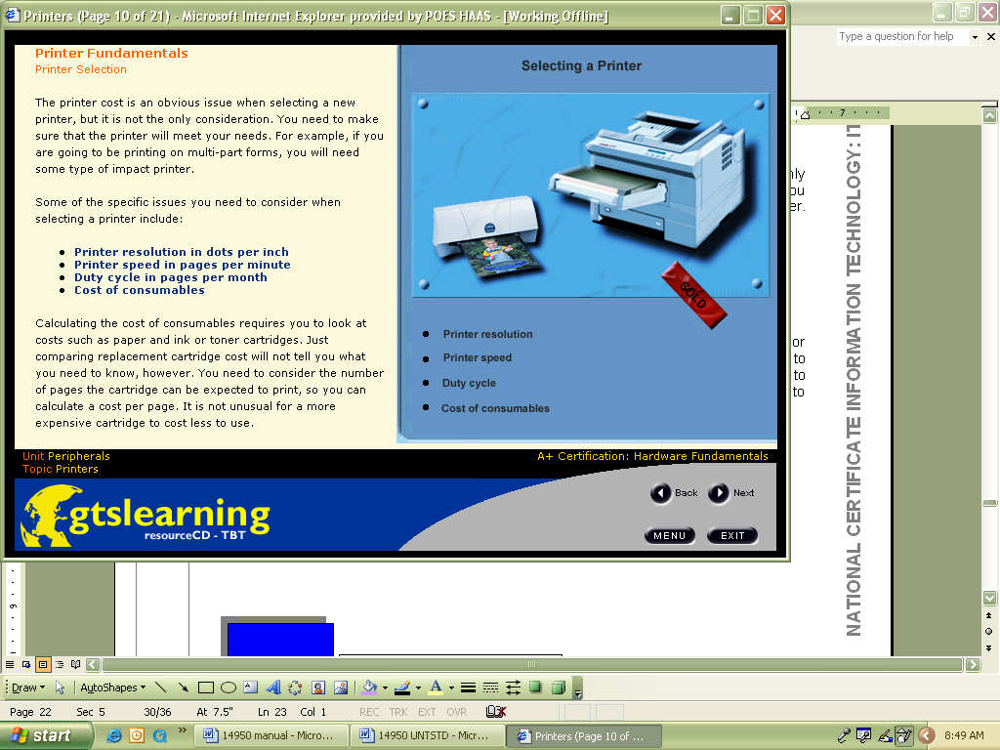 Printers (Page 10 of 21) - Microsoft Internet Explorer provided by POES HAAS - [Working Offline]
Type a question for help
Printer Fundamentals
Printer Selection
The printer cost is an obvious issue when selecting a new
printer, but it is not the only consideration. You need to make
sure that the printer will meet your needs. For example, if you
are going to be printing on multi-part forms, you will need
some type of impact printer.
Some of the specific issues you need to consider when
selecting a printer include:
Printer resolution in dots per inch
Printer speed in pages per minute
Duty cycle in pages per month
Cost of consumables
Calculating the cost of consumables requires you to look at
costs such as paper and ink or toner cartridges. Just
comparing replacement cartridge cost will not tell you what
you need to know, however. You need to consider the number
of pages the cartridge can be expected to print, so you can
calculate a cost per page. It is not unusual for a more
expensive cartridge to cost less to use.
Selecting a Printer
SOLD
Printer resolution
Printer speed
Duty cycle
Cost of consumables
Unit Peripherals
Topic Printers
A+ Certification: Hardware Fundamentals
gtslearning
resourceCD - TBT
Back
Next
MENU
EXIT
7
or
to
to
to
NATIONAL CERTIFICATE INFORMATION TECHNOLOGY: IT
9
Draw
AutoShapes
Page 22 Sec 5 30/36 At 7.5" Ln 23 Col 1 REC TRK EXT OVR
start
14950 manual - Micro...
14950 UNTSTD - Micr...
Printers (Page 10 of ...
8:49 AM